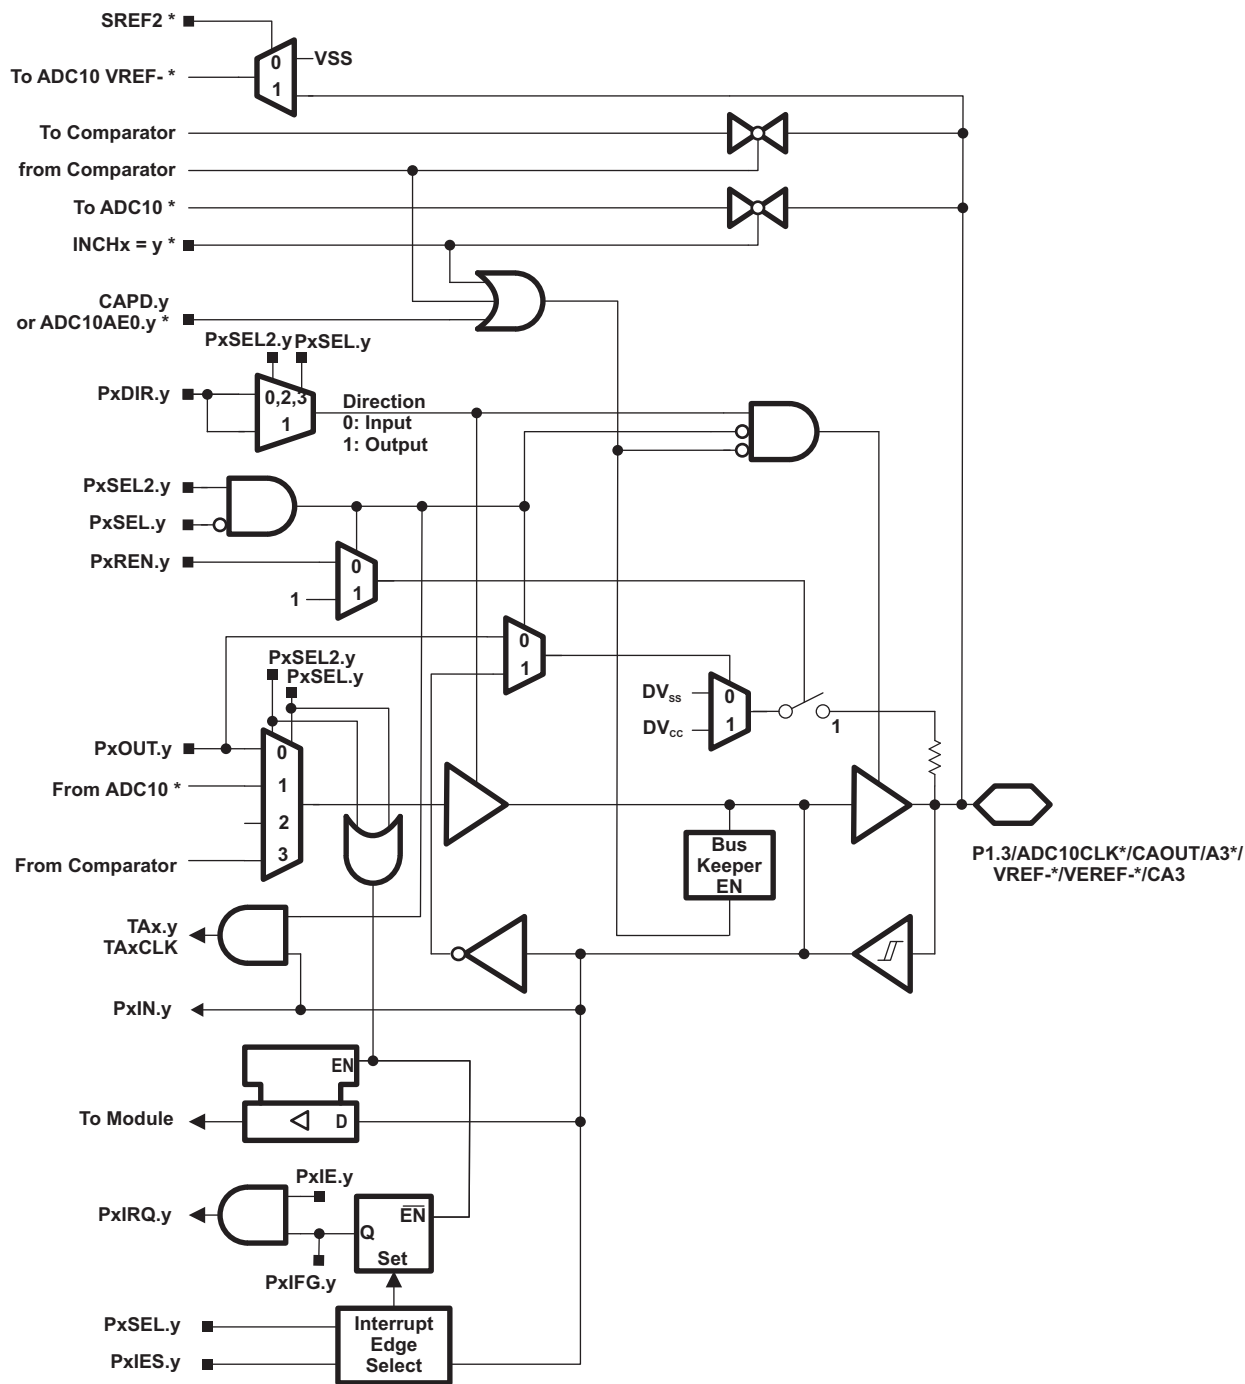 SREF2 *
VSS
0
To ADC10 VREF- *
1
To Comparator
from Comparator
To ADC10 *
INCHx = y *
CAPD.y
or ADC10AE0.y *
PxSEL2.y PxSEL.y
PxDIR.y
0,2,3
1
Direction
0: Input
1: Output
PxSEL2.y
PxSEL.y
PxREN.y
0
1
1
0
1
PxSEL2.y
PxSEL.y
DVSS
0
DVCC
1
1
PxOUT.y
0
From ADC10 *
1
2
3
From Comparator
Bus
Keeper
EN
P1.3/ADC10CLK*/CAOUT/A3*/
VREF-*/VEREF-*/CA3
TAx.y
TAxCLK
PxIN.y
EN
To Module
D
PxIE.y
PxIRQ.y
EN
Q
Set
PxIFG.y
PxSEL.y
PxIES.y
Interrupt
Edge
Select